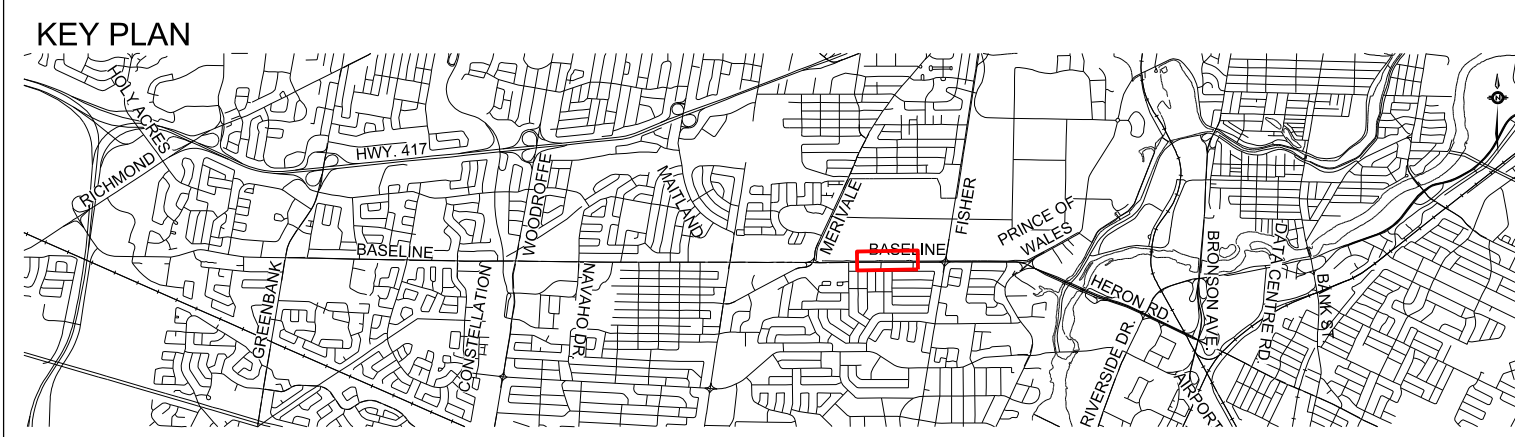 KEY PLAN
HOLY ACRES
RICHMOND
HWY. 417
WOODROFFE
MAITLAND
MERIVALE
FISHER
PRINCE OF
WALES
BASELINE
BASELINE
GREENBANK
CONSTELLATION
NAVAHO DR.
HERON RD.
RIVERSIDE DR.
AIRPORT
BRONSON AVE.
DATA CENTRE RD.
BANK ST.
N